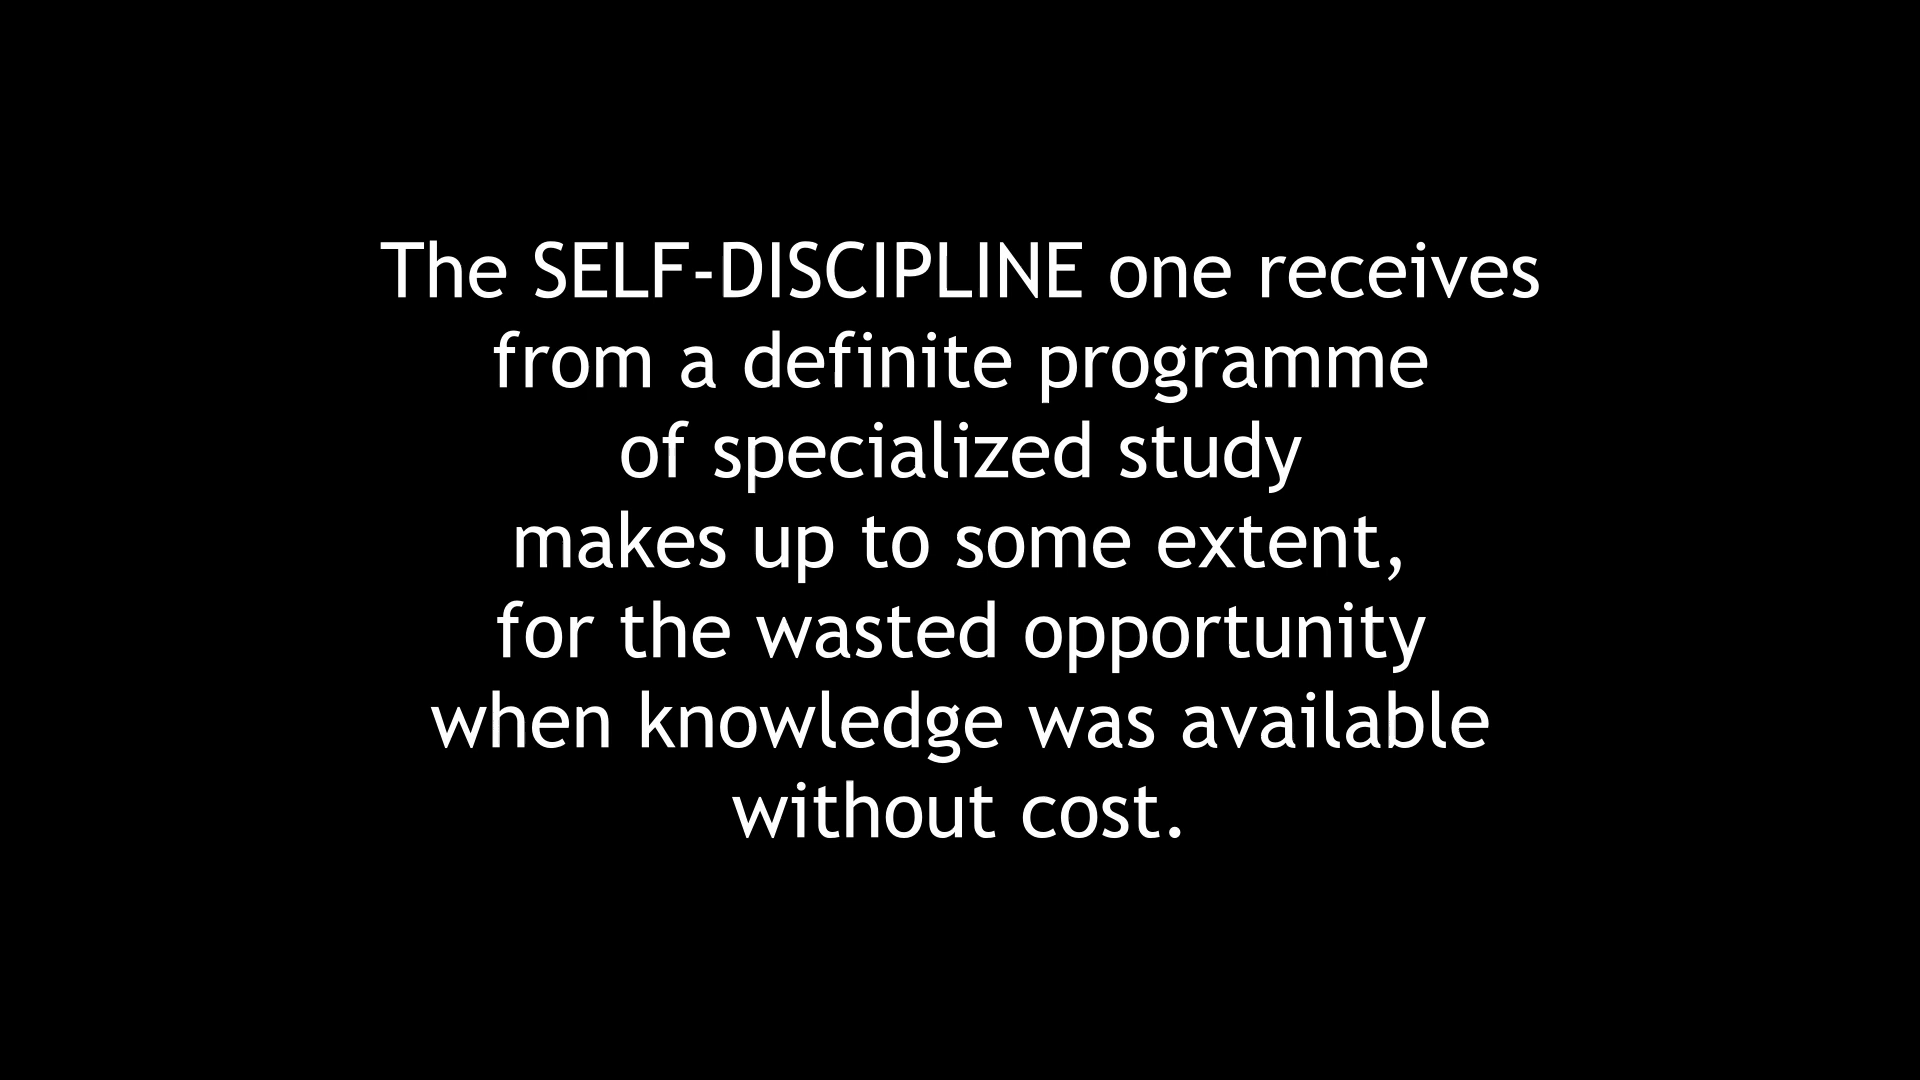 The SELF-DISCIPLINE one receives
from a definite programme
of specialized study
makes up to some extent,
for the wasted opportunity
when knowledge was available
without cost.